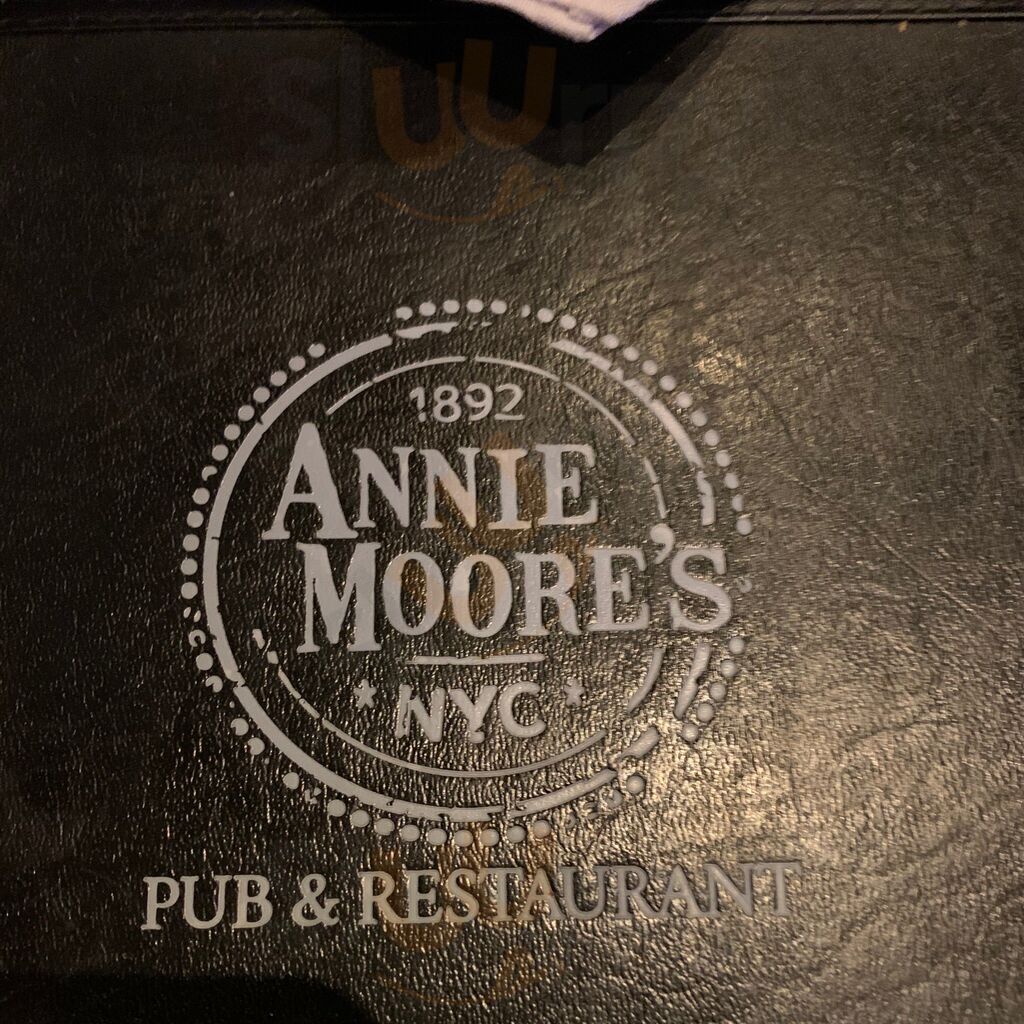 1892
ANNIE
MOORE'S
NYC
PUB & RESTAURANT